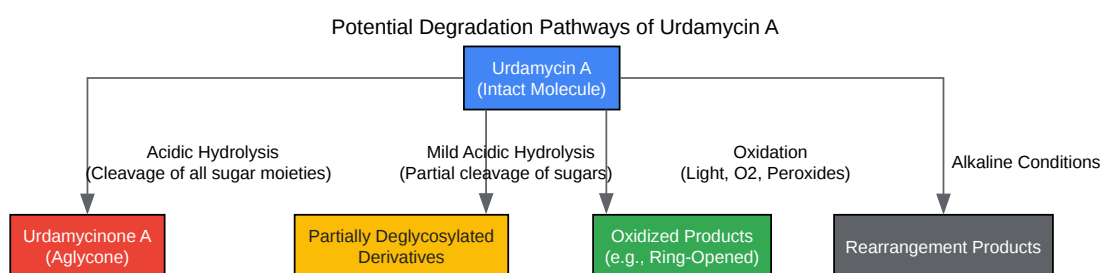 Potential Degradation Pathways of Urdamycin A
Urdamycin A
(Intact Molecule)
Acidic Hydrolysis
(Cleavage of all sugar moieties)
Mild Acidic Hydrolysis
(Partial cleavage of sugars)
Oxidation
(Light, O2, Peroxides)
Alkaline Conditions
Urdamycinone A
(Aglycone)
Partially Deglycosylated
Derivatives
Oxidized Products
(e.g., Ring-Opened)
Rearrangement Products